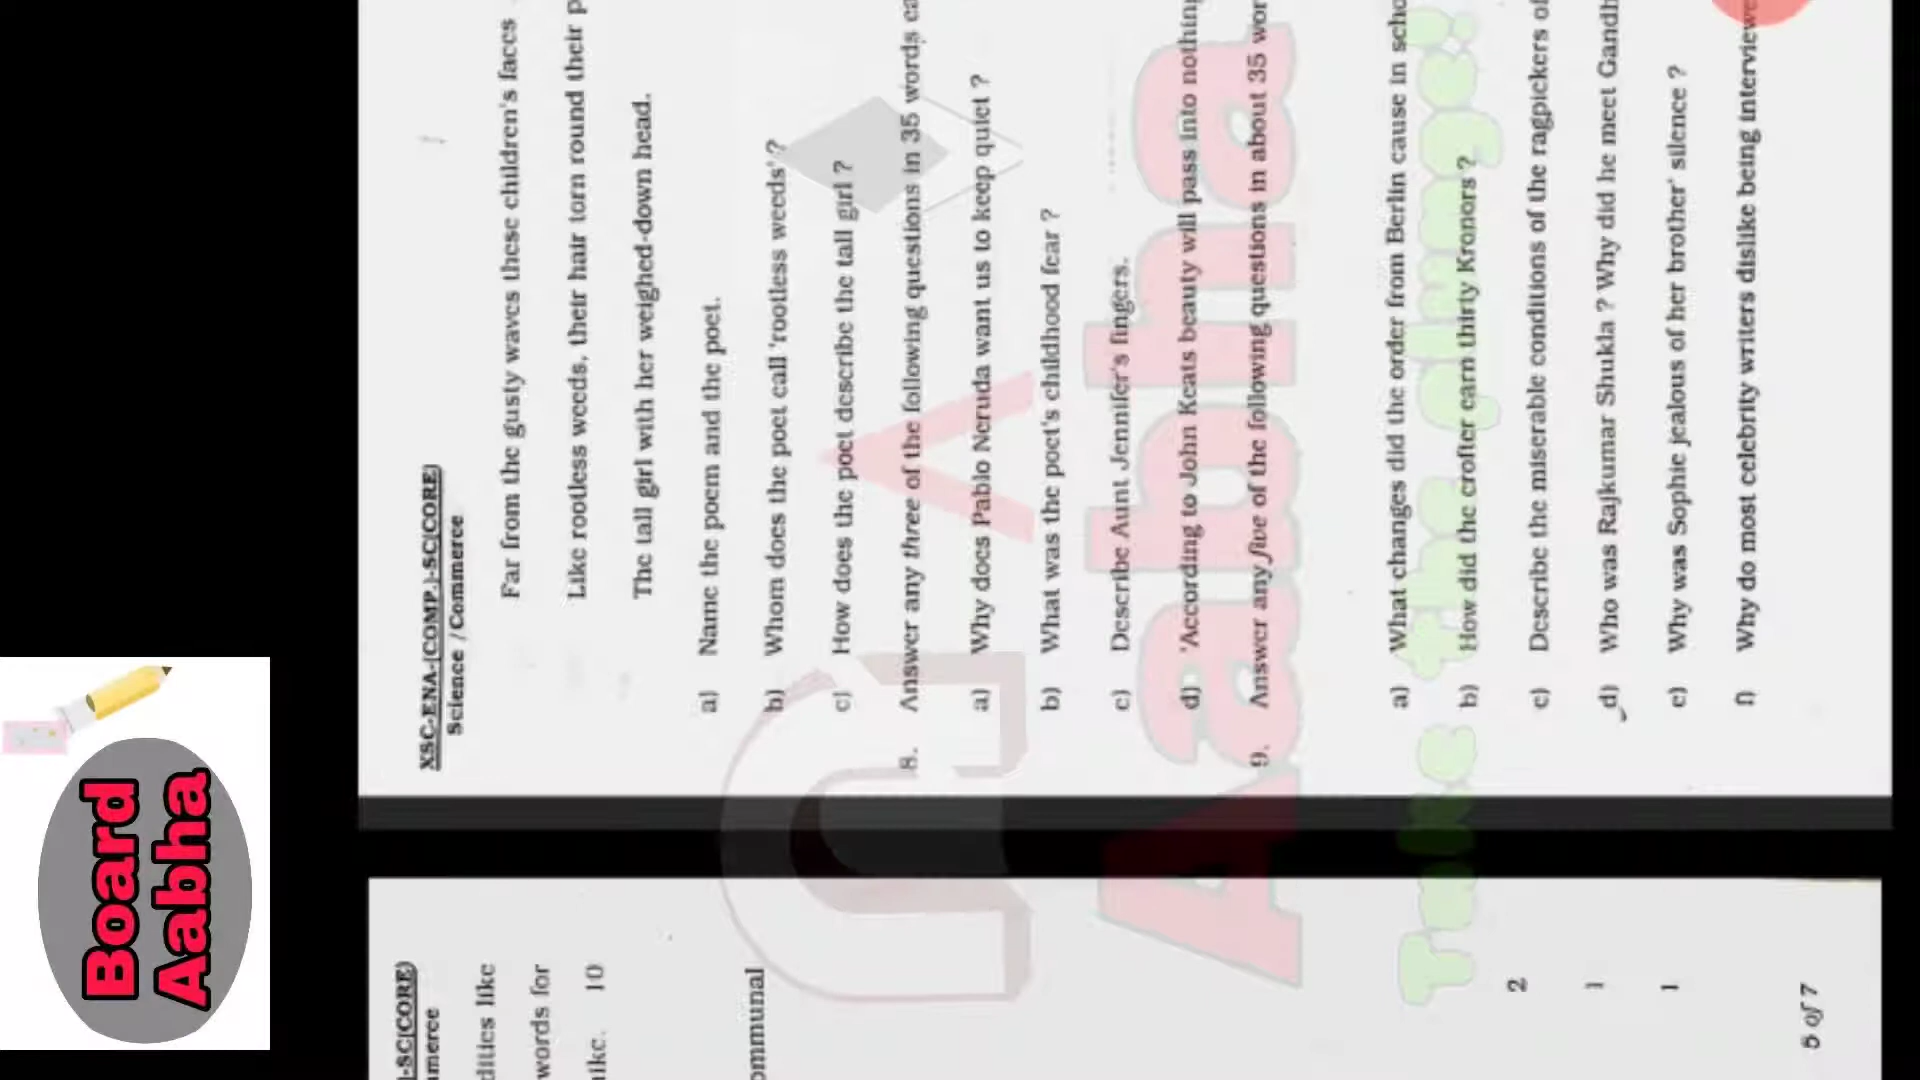 XSC-ENA-(COMP.)-SC(CORE)
Science / Commerce
Far from the gusty waves these children's faces
Like rootless weeds, their hair torn round their
The tall girl with her weighed-down head.
a) Name the poem and the poet.
b) Whom does the poet call 'rootless weeds' ?
c) How does the poet describe the tall girl ?
8. Answer any three of the following questions in 35 words
a) Why does Pablo Neruda want us to keep quiet ?
b) What was the poet's childhood fear ?
c) Describe Aunt Jennifer's fingers.
d) 'According to John Keats beauty will pass into
9. Answer any five of the following questions in about 35
a) What changes did the order from Berlin cause in
b) How did the crofter earn thirty Kronors ?
c) Describe the miserable conditions of the ragpickers
d) Who was Rajkumar Shukla ? Why did he meet
e) Why was Sophie jealous of her brother' silence ?
f) Why do most celebrity writers dislike being
-SC(CORE)
words for
10
2
1
1
5 of 7
Board
Aabha
Aabha